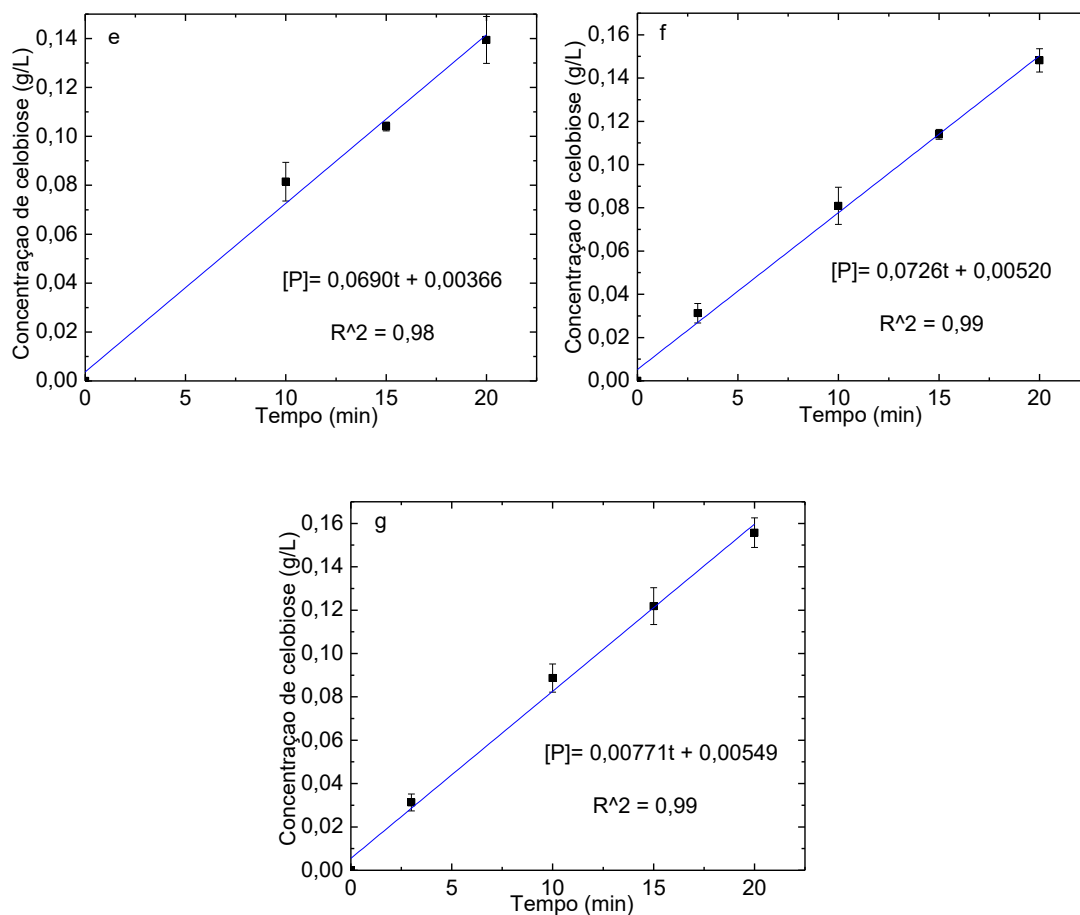 e
Concentraçao de celobiose (g/L)
0,14
0,12
0,10
0,08
0,06
0,04
0,02
0,00
[P]= 0,0690t + 0,00366
R^2 = 0,98
0 5 10 15 20
Tempo (min)
f
Concentraçao de celobiose (g/L)
0,16
0,14
0,12
0,10
0,08
0,06
0,04
0,02
0,00
[P]= 0,0726t + 0,00520
R^2 = 0,99
0 5 10 15 20
Tempo (min)
g
Concentraçao de celobiose (g/L)
0,16
0,14
0,12
0,10
0,08
0,06
0,04
0,02
0,00
[P]= 0,00771t + 0,00549
R^2 = 0,99
0 5 10 15 20
Tempo (min)